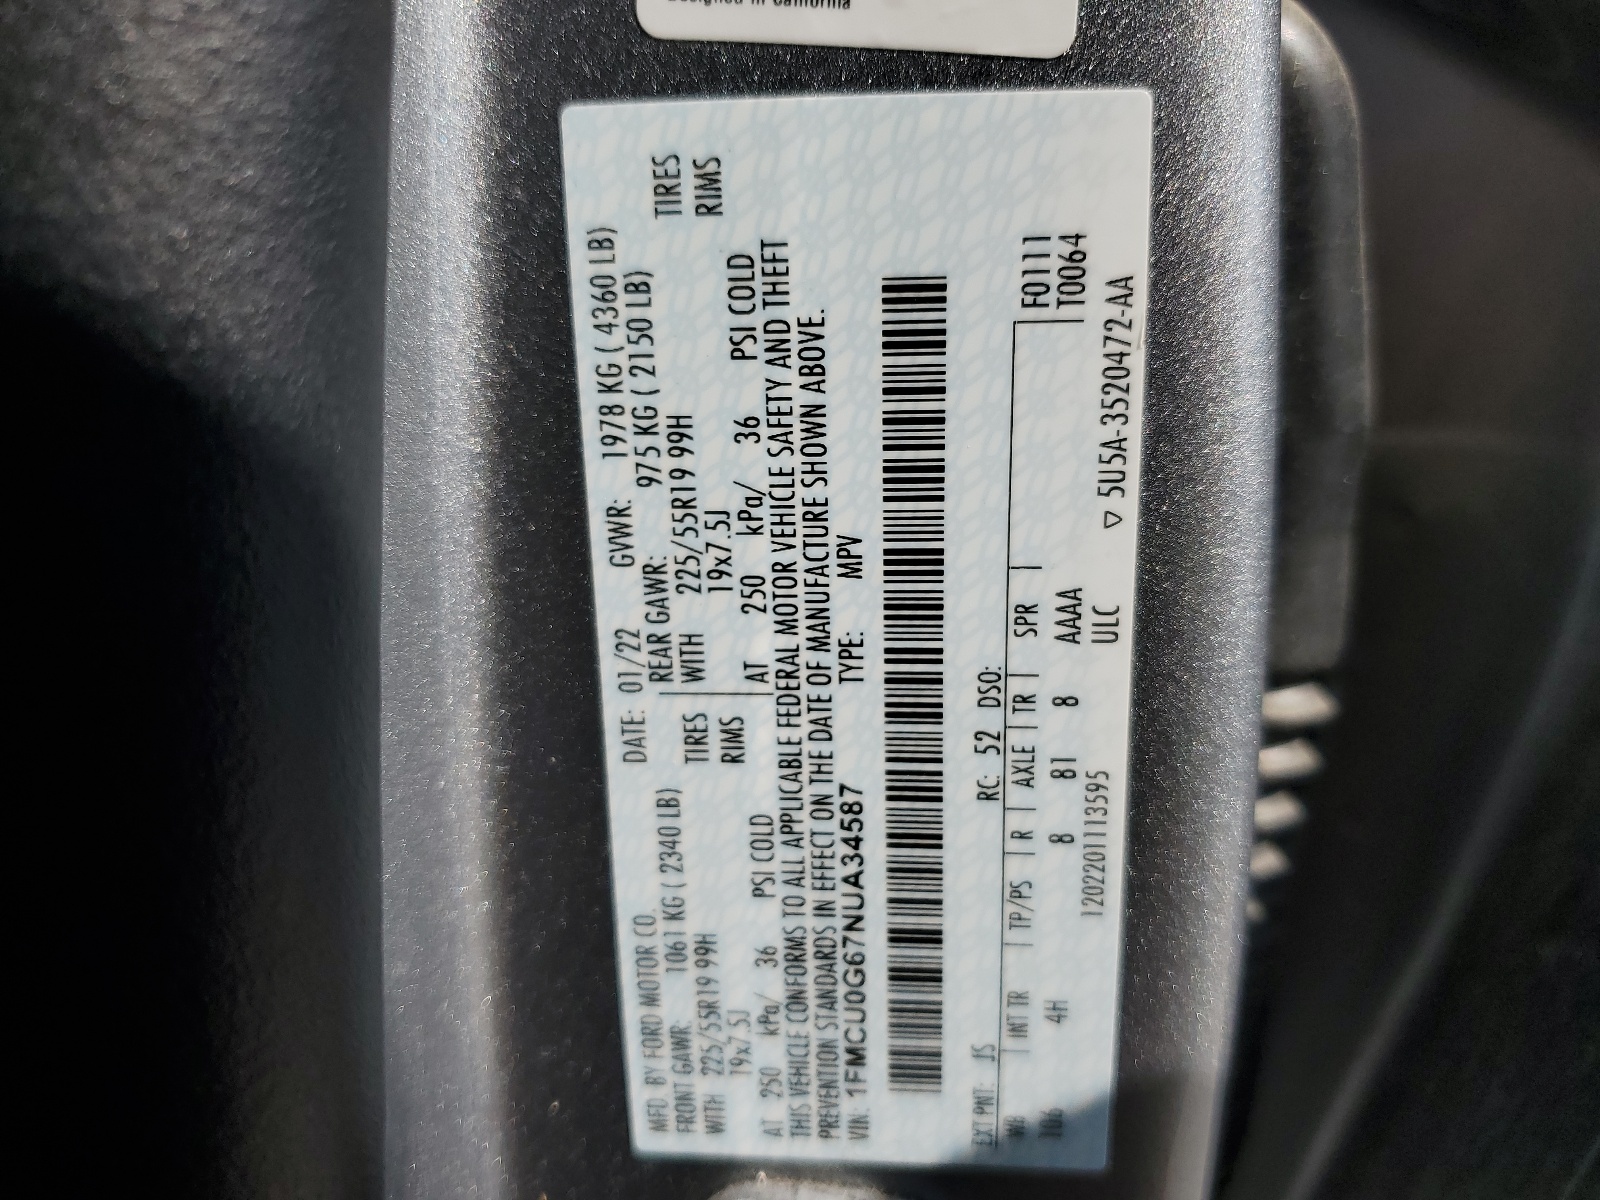 Designed in California
MFD BY FORD MOTOR CO. DATE: 01/22 GVWR: 1978 KG ( 4360 LB)
FRONT GAWR: 1061 KG ( 2340 LB) REAR GAWR: 975 KG ( 2150 LB)
WITH 225/55R19 99H TIRES WITH 225/55R19 99H TIRES
19x7.5J RIMS 19x7.5J RIMS
AT 250 kPa/ 36 PSI COLD AT 250 kPa/ 36 PSI COLD
THIS VEHICLE CONFORMS TO ALL APPLICABLE FEDERAL MOTOR VEHICLE SAFETY AND THEFT
PREVENTION STANDARDS IN EFFECT ON THE DATE OF MANUFACTURE SHOWN ABOVE.
VIN: 1FMCU0G67NUA34587 TYPE: MPV
EXT PNT: JS RC: 52 DSO:
WB | INT TR | TP/PS | R | AXLE | TR | SPR | F0111
106 4H 8 81 8 AAAA T0064
1202201113595 ULC ▽ 5U5A-3520472-AA